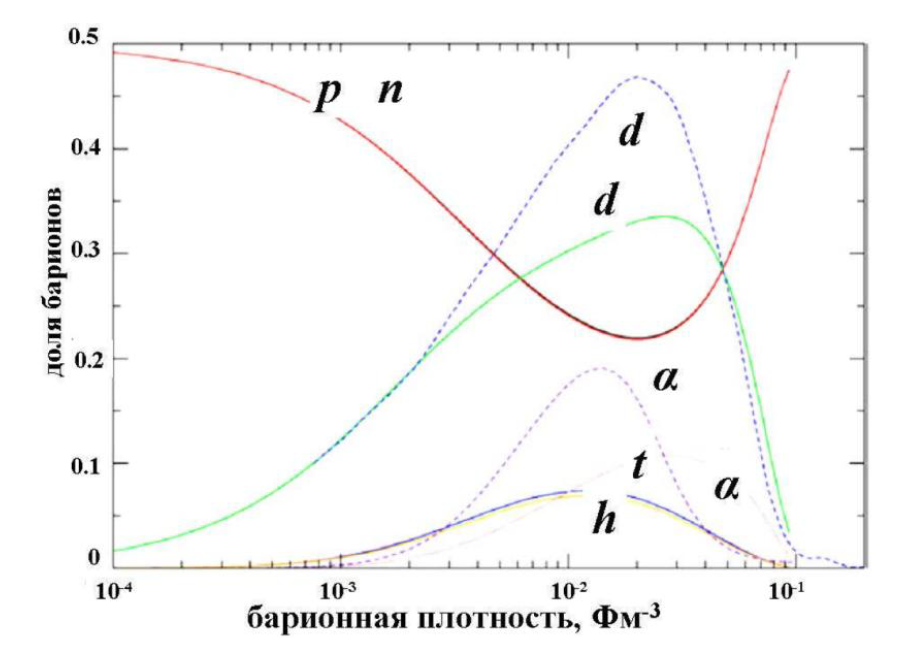 0.5
p n
0.4
d
d
0.3
доля барионов
0.2
α
0.1
t
α
h
0
10⁻⁴ 10⁻³ 10⁻² 10⁻¹
барионная плотность, Фм⁻³